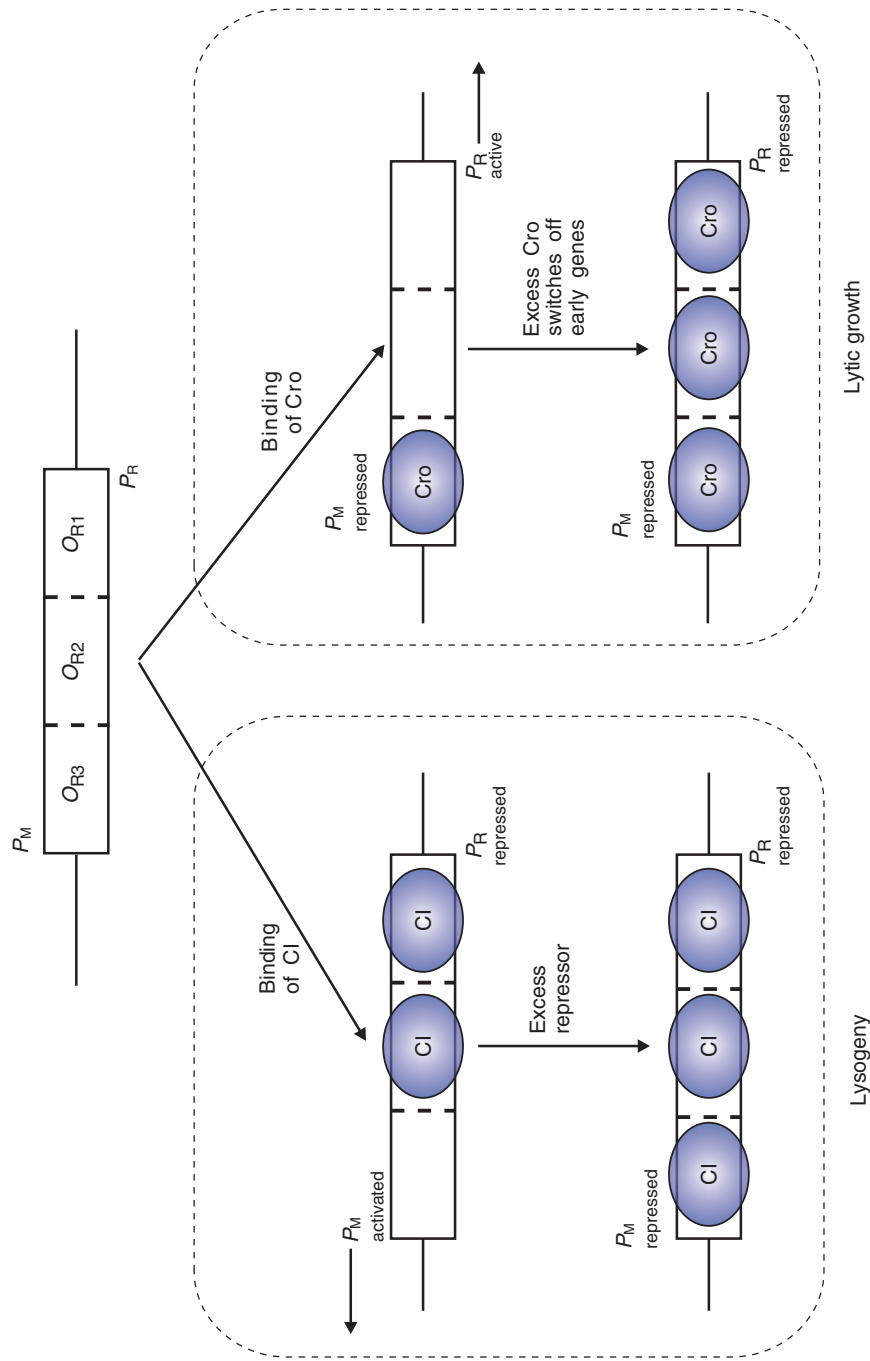 P_M
O_R3
O_R2
O_R1
P_R
Binding
of CI
Binding
of Cro
P_M
activated
CI
CI
P_R
repressed
P_M
repressed
Cro
P_R
active
Excess
repressor
Excess Cro
switches off
early genes
P_M
repressed
CI
CI
CI
P_R
repressed
P_M
repressed
Cro
Cro
Cro
P_R
repressed
Lysogeny
Lytic growth